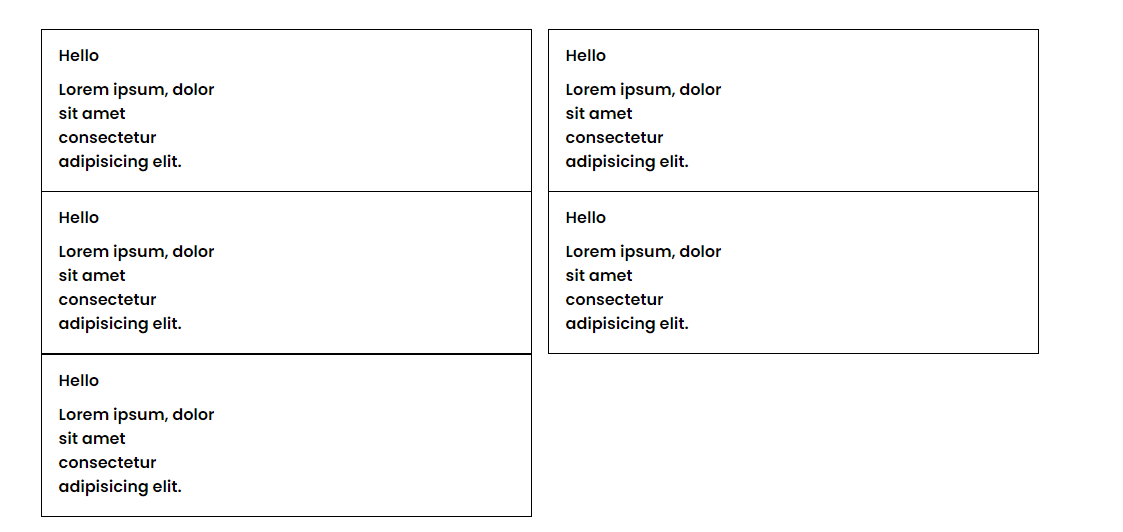 Hello
Lorem ipsum, dolor
sit amet
consectetur
adipisicing elit.
Hello
Lorem ipsum, dolor
sit amet
consectetur
adipisicing elit.
Hello
Lorem ipsum, dolor
sit amet
consectetur
adipisicing elit.
Hello
Lorem ipsum, dolor
sit amet
consectetur
adipisicing elit.
Hello
Lorem ipsum, dolor
sit amet
consectetur
adipisicing elit.